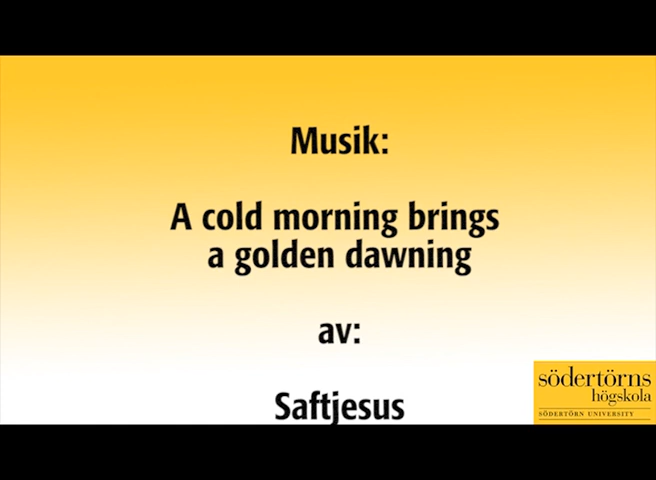 Musik:
A cold morning brings
a golden dawning
av:
Saftjesus
södertörns
högskola
SÖDERTÖRN UNIVERSITY